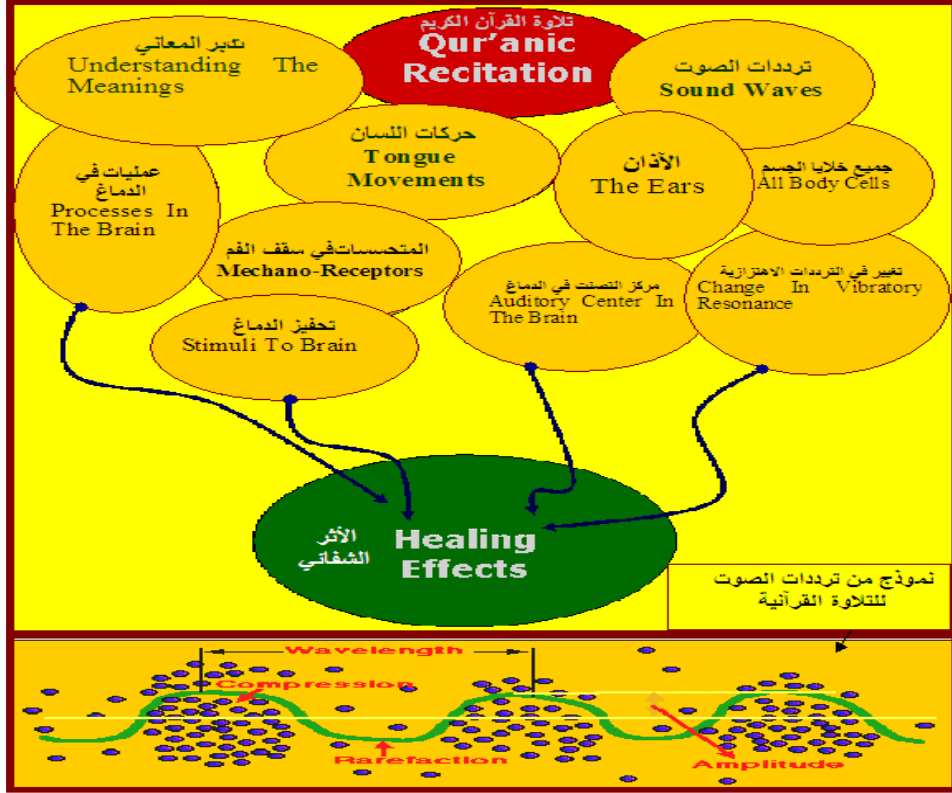 تلاوة القرآن الكريم
Qur'anic
Recitation
تدبر المعاني
Understanding The
Meanings
ترددات الصوت
Sound Waves
حركات اللسان
Tongue
Movements
الآذان
The Ears
جميع خلايا الجسم
All Body Cells
عمليات في
الدماغ
Processes In
The Brain
المتحسسات في سقف الفم
Mechano-Receptors
مركز التصنت في الدماغ
Auditory Center In
The Brain
تغيير في الترددات الاهتزازية
Change In Vibratory
Resonance
تحفيز الدماغ
Stimuli To Brain
الأثر
الشفائي
Healing
Effects
نموذج من ترددات الصوت
للتلاوة القرآنية
Wavelength
Compression
Rarefaction
Amplitude